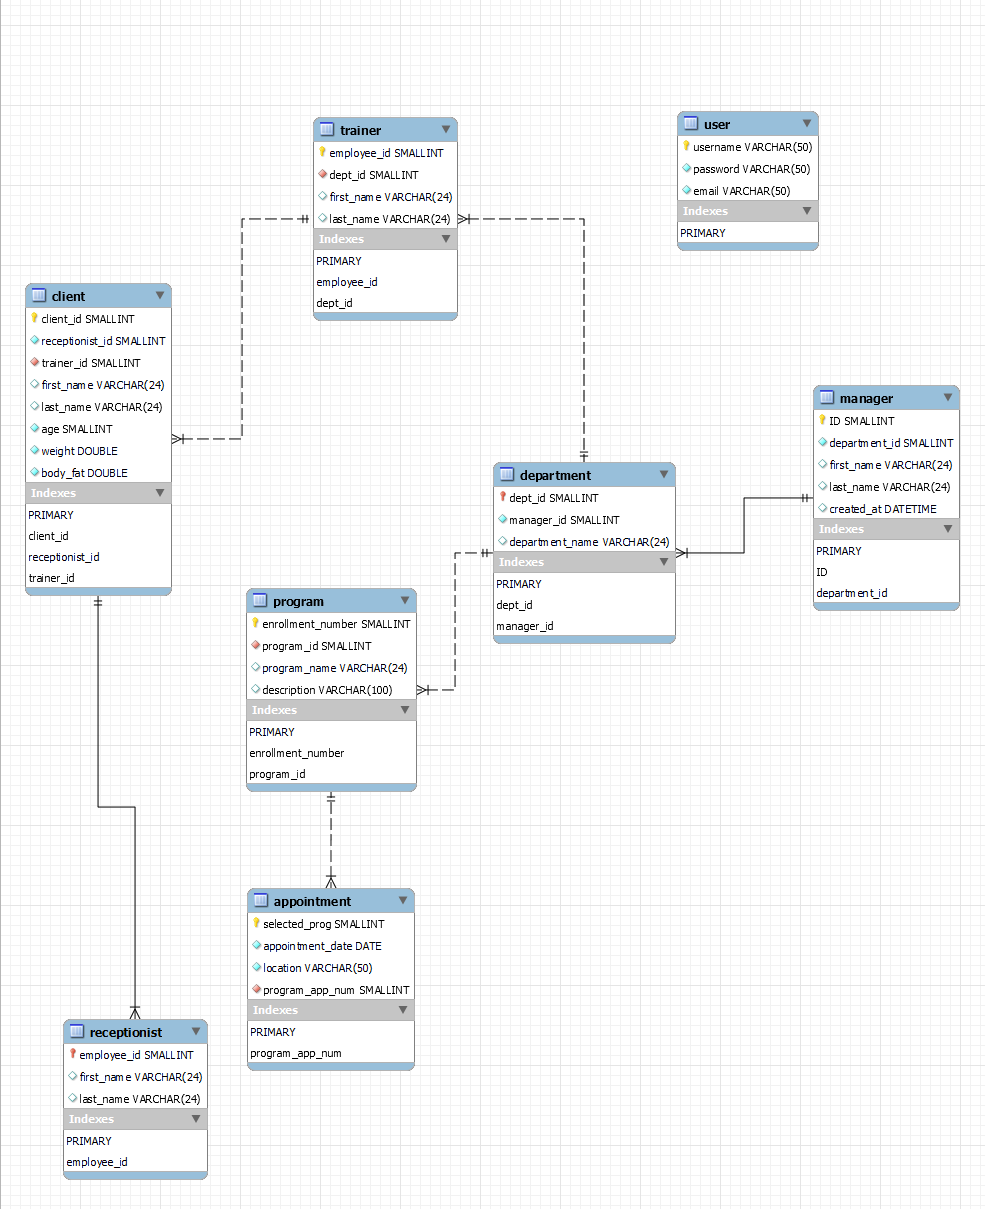 trainer
employee_id SMALLINT
dept_id SMALLINT
first_name VARCHAR(24)
last_name VARCHAR(24)
Indexes
PRIMARY
employee_id
dept_id
user
username VARCHAR(50)
password VARCHAR(50)
email VARCHAR(50)
Indexes
PRIMARY
client
client_id SMALLINT
receptionist_id SMALLINT
trainer_id SMALLINT
first_name VARCHAR(24)
last_name VARCHAR(24)
age SMALLINT
weight DOUBLE
body_fat DOUBLE
Indexes
PRIMARY
client_id
receptionist_id
trainer_id
manager
ID SMALLINT
department_id SMALLINT
first_name VARCHAR(24)
last_name VARCHAR(24)
created_at DATETIME
Indexes
PRIMARY
ID
department_id
department
dept_id SMALLINT
manager_id SMALLINT
department_name VARCHAR(24)
Indexes
PRIMARY
dept_id
manager_id
program
enrollment_number SMALLINT
program_id SMALLINT
program_name VARCHAR(24)
description VARCHAR(100)
Indexes
PRIMARY
enrollment_number
program_id
appointment
selected_prog SMALLINT
appointment_date DATE
location VARCHAR(50)
program_app_num SMALLINT
Indexes
PRIMARY
program_app_num
receptionist
employee_id SMALLINT
first_name VARCHAR(24)
last_name VARCHAR(24)
Indexes
PRIMARY
employee_id